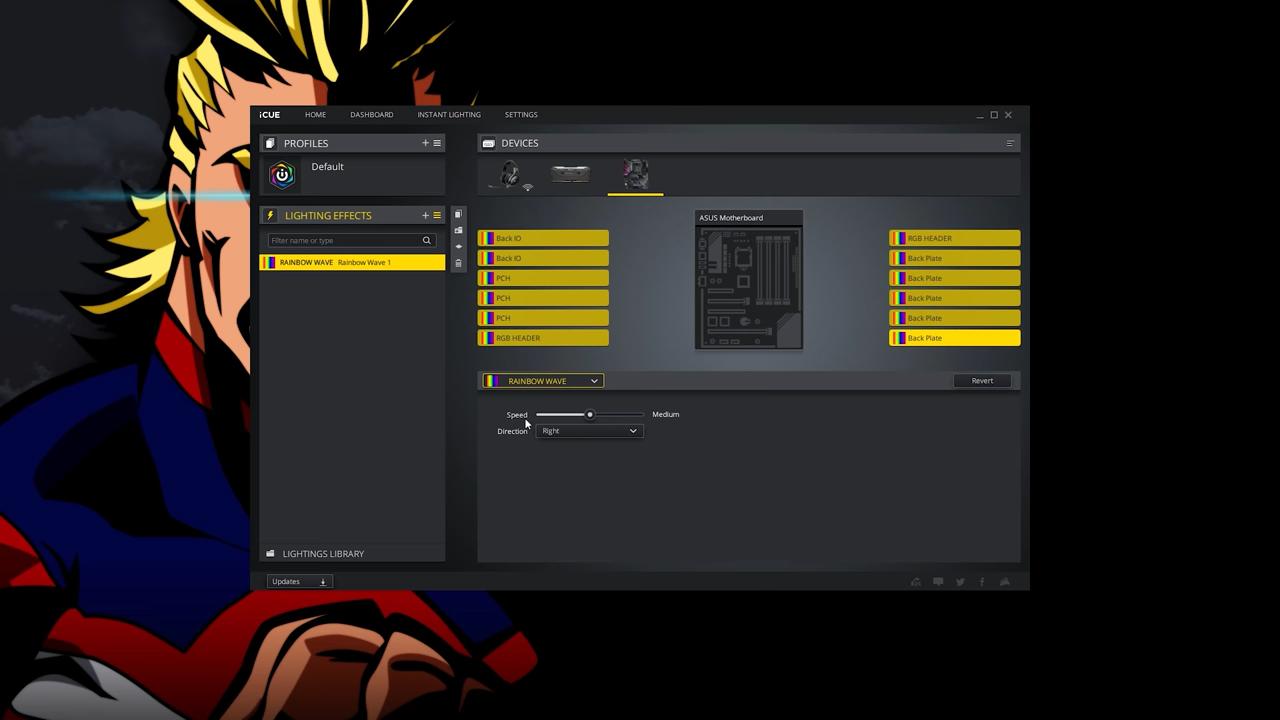 iCUE HOME DASHBOARD INSTANT LIGHTING SETTINGS
PROFILES
Default
LIGHTING EFFECTS
Filter name or type
RAINBOW WAVE Rainbow Wave 1
LIGHTINGS LIBRARY
Updates
DEVICES
ASUS Motherboard
Back IO
Back IO
PCH
PCH
PCH
RGB HEADER
RGB HEADER
Back Plate
Back Plate
Back Plate
Back Plate
Back Plate
RAINBOW WAVE
Revert
Speed Medium
Direction Right